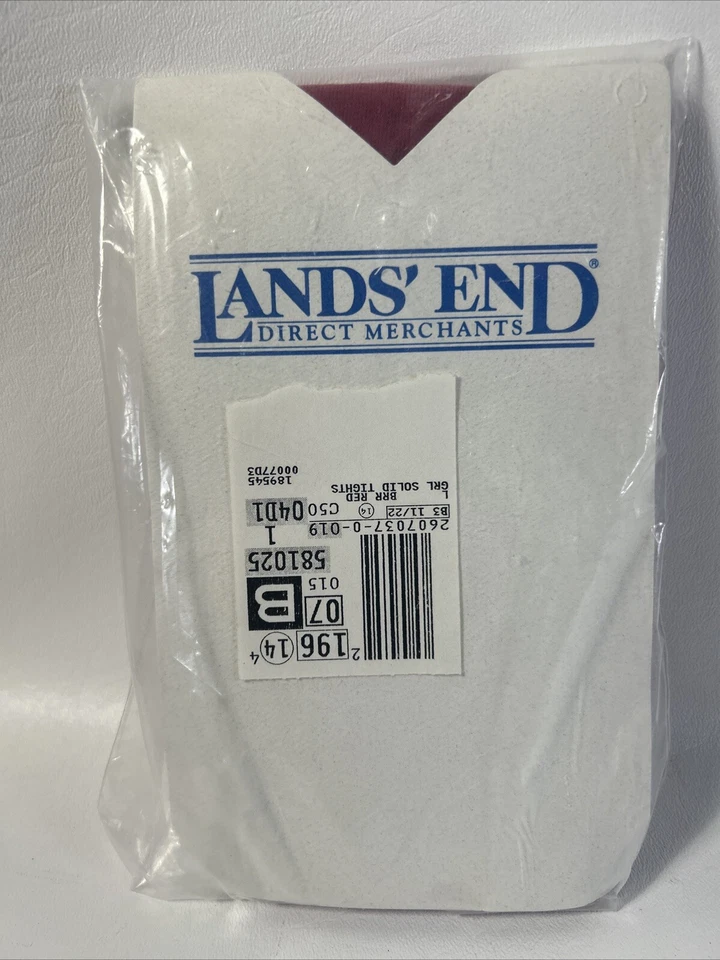 LANDS' END®
DIRECT MERCHANTS
2 196 14 4
07 B
015
581025
2607037-0-019 1
B3 11/22 14 C50 04D1
BRR RED
L GRL SOLID TIGHTS
00077D3
189545